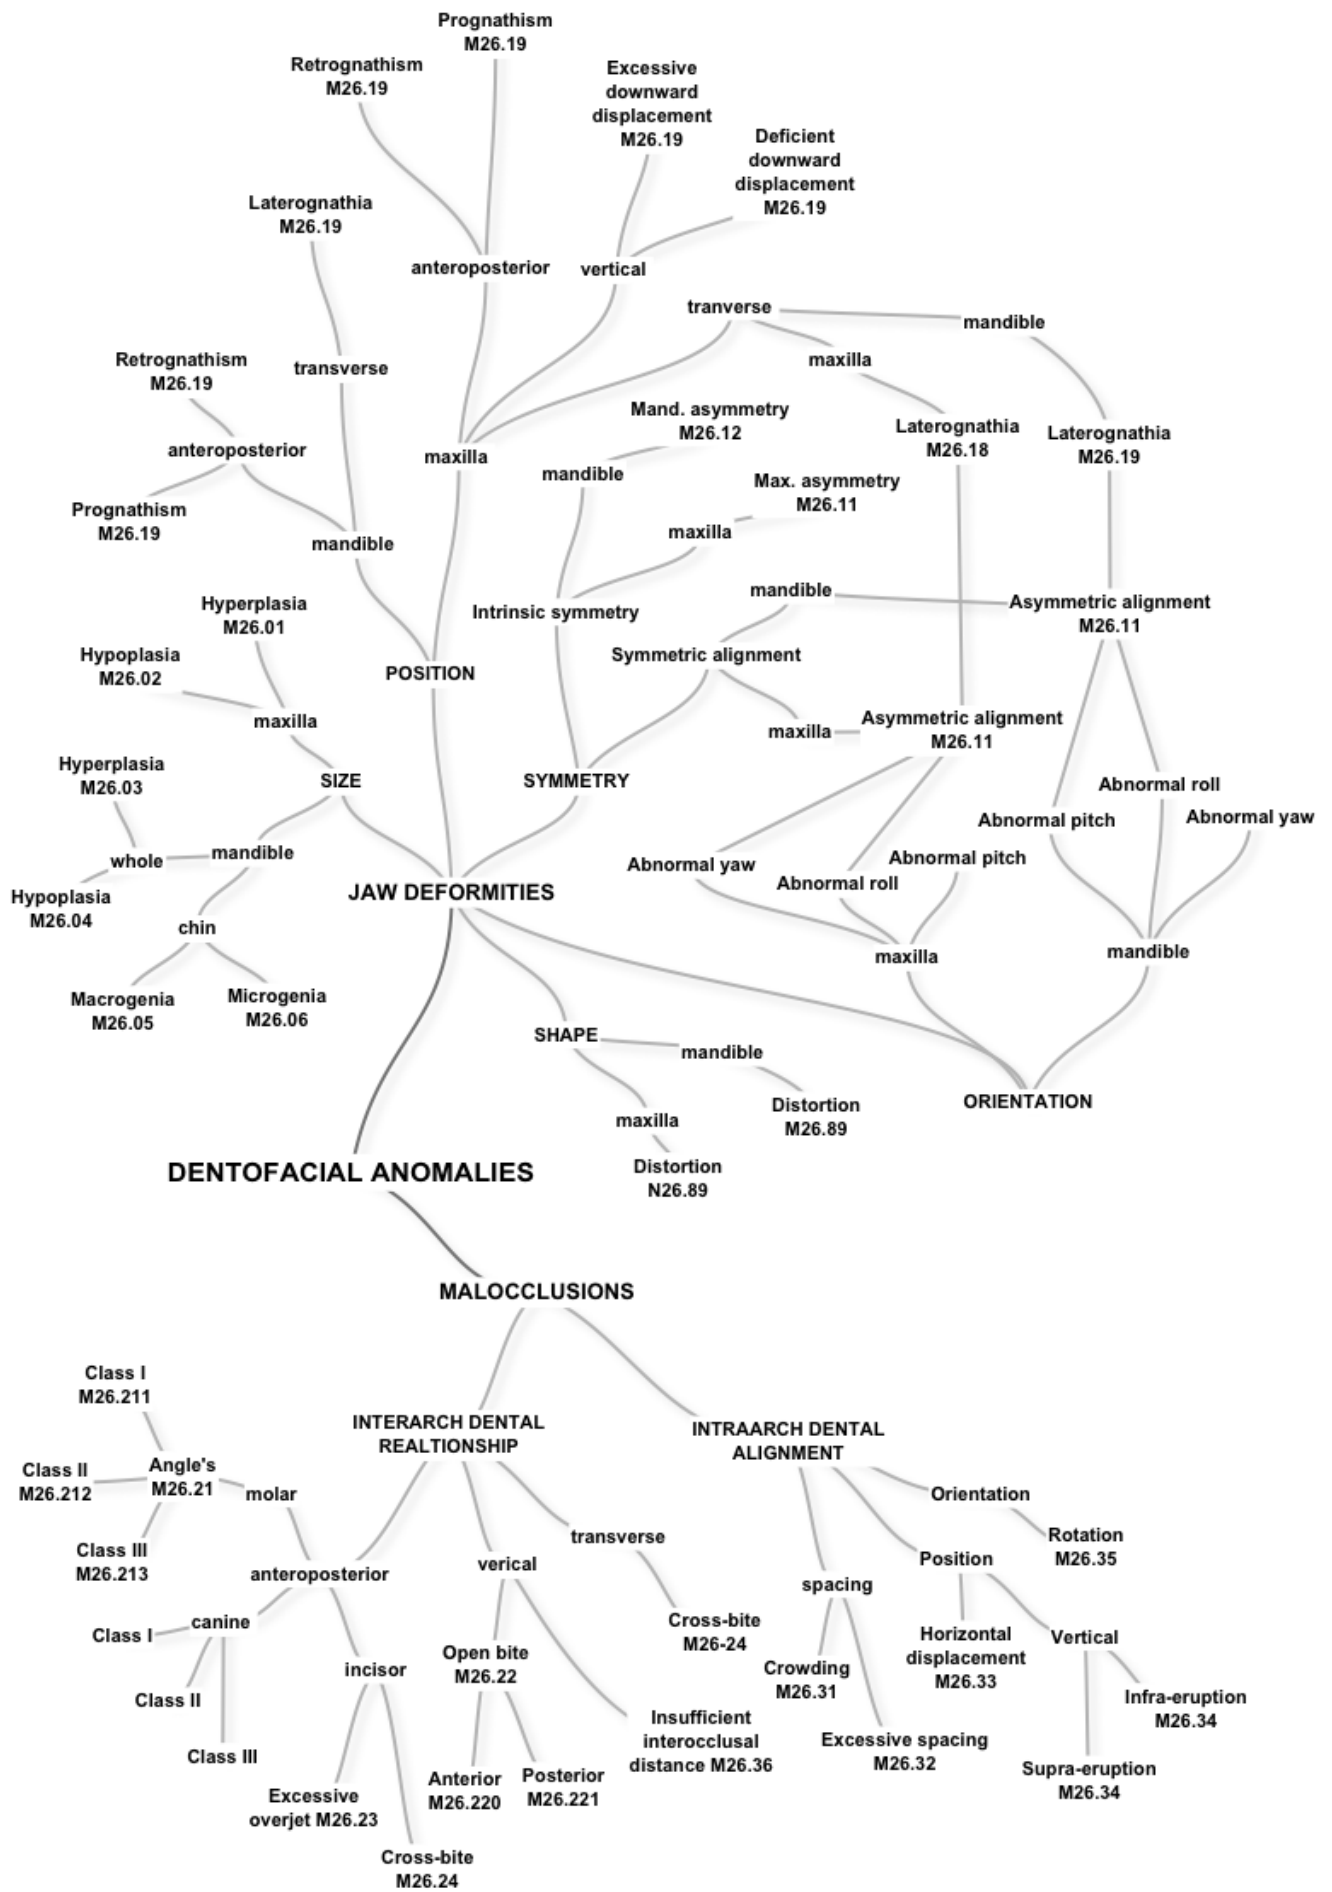 Prognathism
M26.19
Retrognathism
M26.19
Excessive
downward
displacement
M26.19
Deficient
downward
displacement
M26.19
Laterognathia
M26.19
anteroposterior
vertical
tranverse
mandible
maxilla
Retrognathism
M26.19
transverse
Mand. asymmetry
M26.12
Laterognathia
M26.18
Laterognathia
M26.19
anteroposterior
maxilla
mandible
Max. asymmetry
M26.11
Prognathism
M26.19
maxilla
mandible
mandible
Asymmetric alignment
M26.11
Hyperplasia
M26.01
Intrinsic symmetry
Symmetric alignment
Hypoplasia
M26.02
POSITION
maxilla
maxilla
Asymmetric alignment
M26.11
Hyperplasia
M26.03
SIZE
SYMMETRY
Abnormal roll
Abnormal pitch
Abnormal yaw
whole
mandible
Abnormal yaw
Abnormal pitch
Abnormal roll
Hypoplasia
M26.04
JAW DEFORMITIES
chin
maxilla
mandible
Macrogenia
M26.05
Microgenia
M26.06
SHAPE
mandible
Distortion
M26.89
ORIENTATION
maxilla
Distortion
N26.89
DENTOFACIAL ANOMALIES
MALOCCLUSIONS
Class I
M26.211
INTERARCH DENTAL
REALTIONSHIP
INTRAARCH DENTAL
ALIGNMENT
Class II
M26.212
Angle's
M26.21
molar
Orientation
Class III
M26.213
anteroposterior
verical
transverse
Rotation
M26.35
Position
spacing
canine
Class I
Cross-bite
M26-24
Horizontal
displacement
M26.33
Vertical
Open bite
M26.22
incisor
Crowding
M26.31
Class II
Infra-eruption
M26.34
Insufficient
interocclusal
distance M26.36
Class III
Excessive spacing
M26.32
Supra-eruption
M26.34
Excessive
overjet M26.23
Anterior
M26.220
Posterior
M26.221
Cross-bite
M26.24